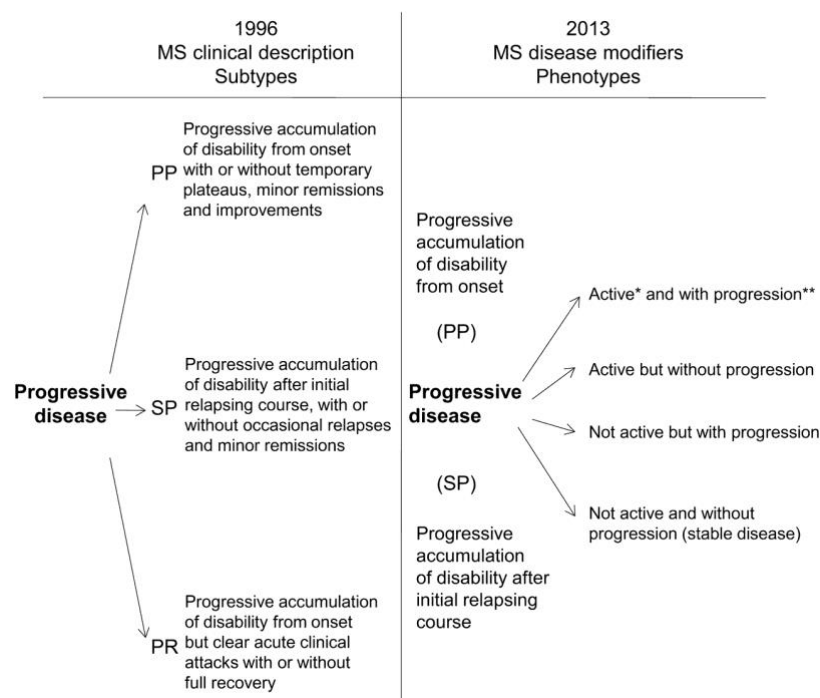 1996
MS clinical description
Subtypes
2013
MS disease modifiers
Phenotypes
Progressive
disease
PP
Progressive accumulation
of disability from onset
with or without temporary
plateaus, minor remissions
and improvements
SP
Progressive accumulation
of disability after initial
relapsing course, with or
without occasional relapses
and minor remissions
PR
Progressive accumulation
of disability from onset
but clear acute clinical
attacks with or without
full recovery
Progressive
accumulation
of disability
from onset
(PP)
Progressive
disease
(SP)
Progressive
accumulation
of disability after
initial relapsing
course
Active* and with progression**
Active but without progression
Not active but with progression
Not active and without
progression (stable disease)